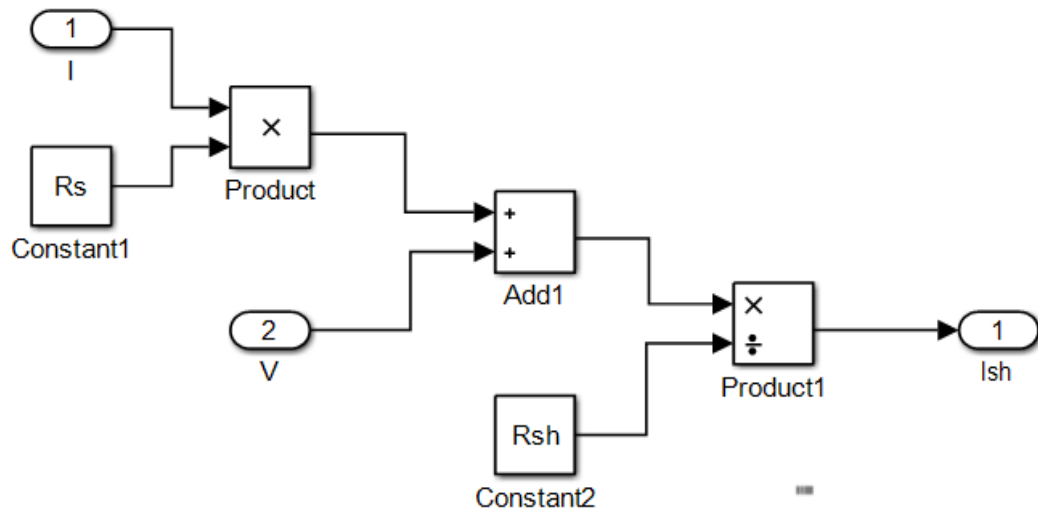 1
I
×
Product
Rs
Constant1
+
+
Add1
2
V
×
÷
Product1
1
Ish
Rsh
Constant2